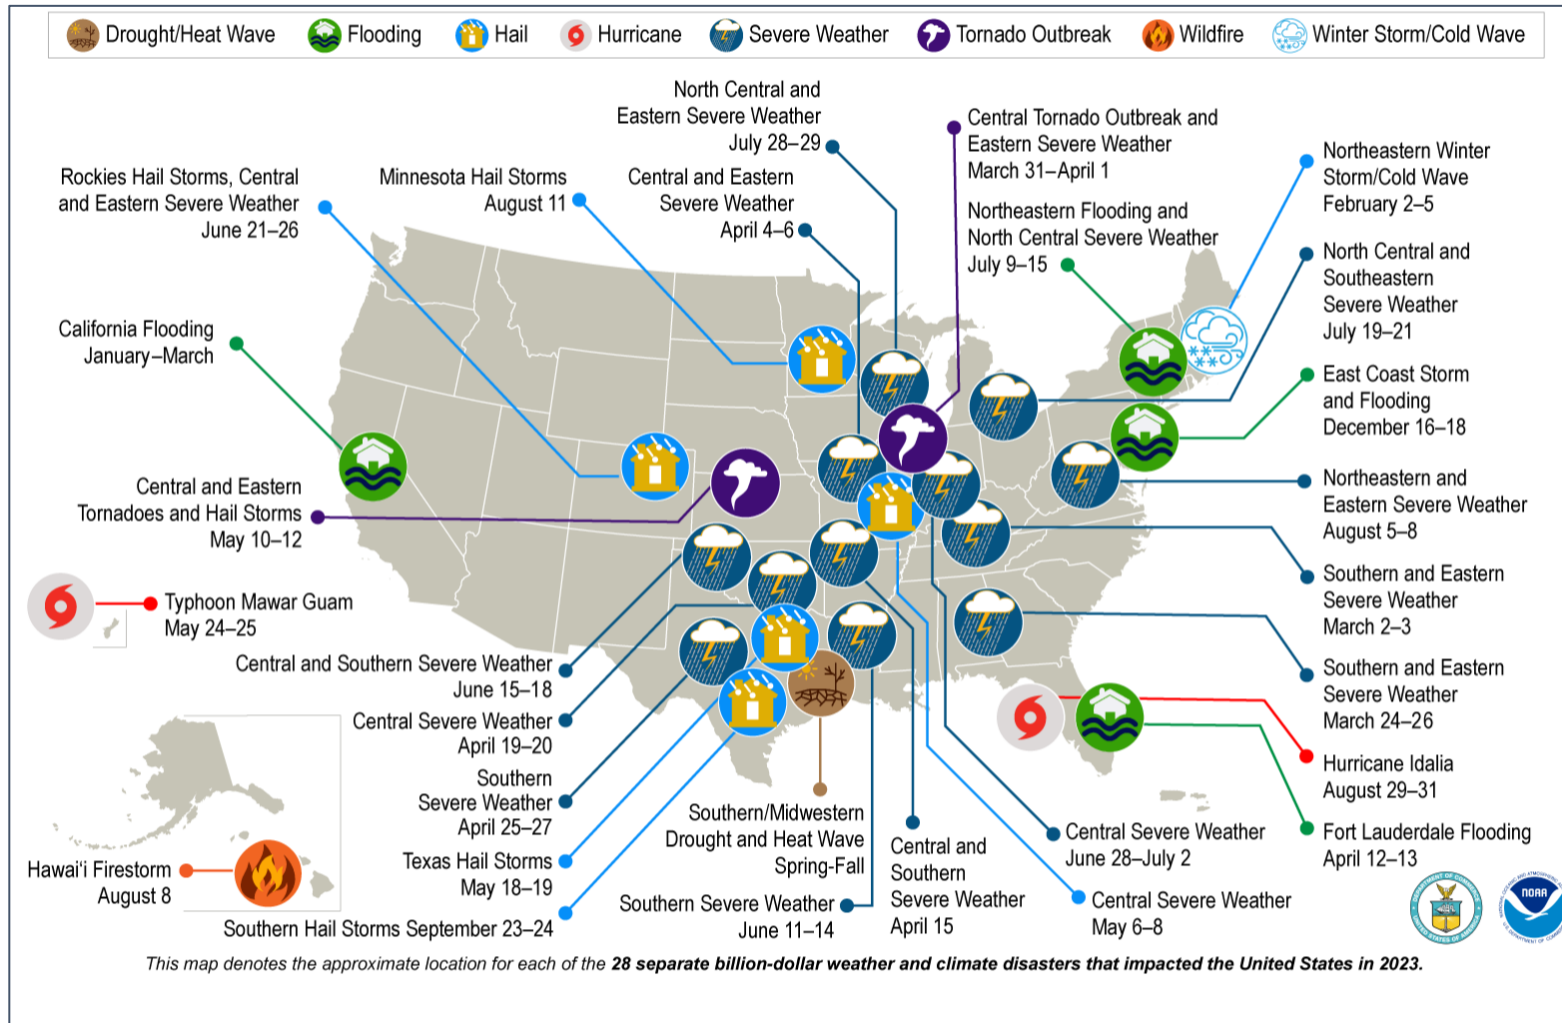 Drought/Heat Wave
Flooding
Hail
Hurricane
Severe Weather
Tornado Outbreak
Wildfire
Winter Storm/Cold Wave
North Central and
Eastern Severe Weather
July 28–29
Central Tornado Outbreak and
Eastern Severe Weather
March 31–April 1
Northeastern Winter
Storm/Cold Wave
February 2–5
Rockies Hail Storms, Central
and Eastern Severe Weather
June 21–26
Minnesota Hail Storms
August 11
Central and Eastern
Severe Weather
April 4–6
Northeastern Flooding and
North Central Severe Weather
July 9–15
North Central and
Southeastern
Severe Weather
July 19–21
California Flooding
January–March
East Coast Storm
and Flooding
December 16–18
Central and Eastern
Tornadoes and Hail Storms
May 10–12
Northeastern and
Eastern Severe Weather
August 5–8
Typhoon Mawar Guam
May 24–25
Southern and Eastern
Severe Weather
March 2–3
Central and Southern Severe Weather
June 15–18
Southern and Eastern
Severe Weather
March 24–26
Central Severe Weather
April 19–20
Southern
Severe Weather
April 25–27
Hurricane Idalia
August 29–31
Texas Hail Storms
May 18–19
Southern/Midwestern
Drought and Heat Wave
Spring-Fall
Central and
Southern
Severe Weather
April 15
Central Severe Weather
June 28–July 2
Fort Lauderdale Flooding
April 12–13
Hawaiʻi Firestorm
August 8
Southern Hail Storms September 23–24
Southern Severe Weather
June 11–14
Central Severe Weather
May 6–8
DEPARTMENT OF COMMERCE
UNITED STATES OF AMERICA
NOAA
This map denotes the approximate location for each of the 28 separate billion-dollar weather and climate disasters that impacted the United States in 2023.